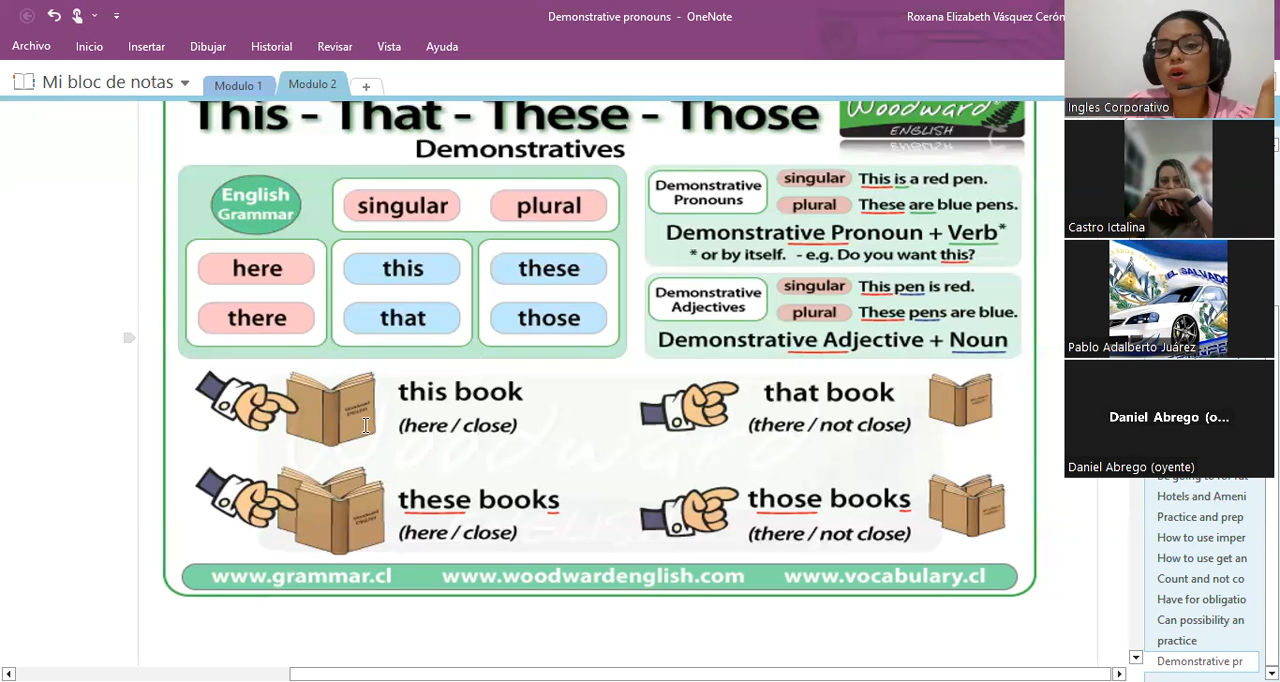 Demonstrative pronouns - OneNote
Roxana Elizabeth Vásquez Cerón
Archivo Inicio Insertar Dibujar Historial Revisar Vista Ayuda
Mi bloc de notas
Modulo 1
Modulo 2
This - That - These - Those
Demonstratives
Woodward
ENGLISH
English
Grammar
singular plural
here this these
there that those
Demonstrative
Pronouns
singular This is a red pen.
plural These are blue pens.
Demonstrative Pronoun + Verb*
* or by itself. - e.g. Do you want this?
Demonstrative
Adjectives
singular This pen is red.
plural These pens are blue.
Demonstrative Adjective + Noun
this book
(here / close)
that book
(there / not close)
these books
(here / close)
those books
(there / not close)
www.grammar.cl www.woodwardenglish.com www.vocabulary.cl
Ingles Corporativo
Castro Ictalina
EL SALVADOR
Pablo Adalberto Juárez
Daniel Abrego (o...
Daniel Abrego (oyente)
Hotels and Ameni
Practice and prep
How to use imper
How to use get an
Count and not co
Have for obligatio
Can possibility an
practice
Demonstrative pr